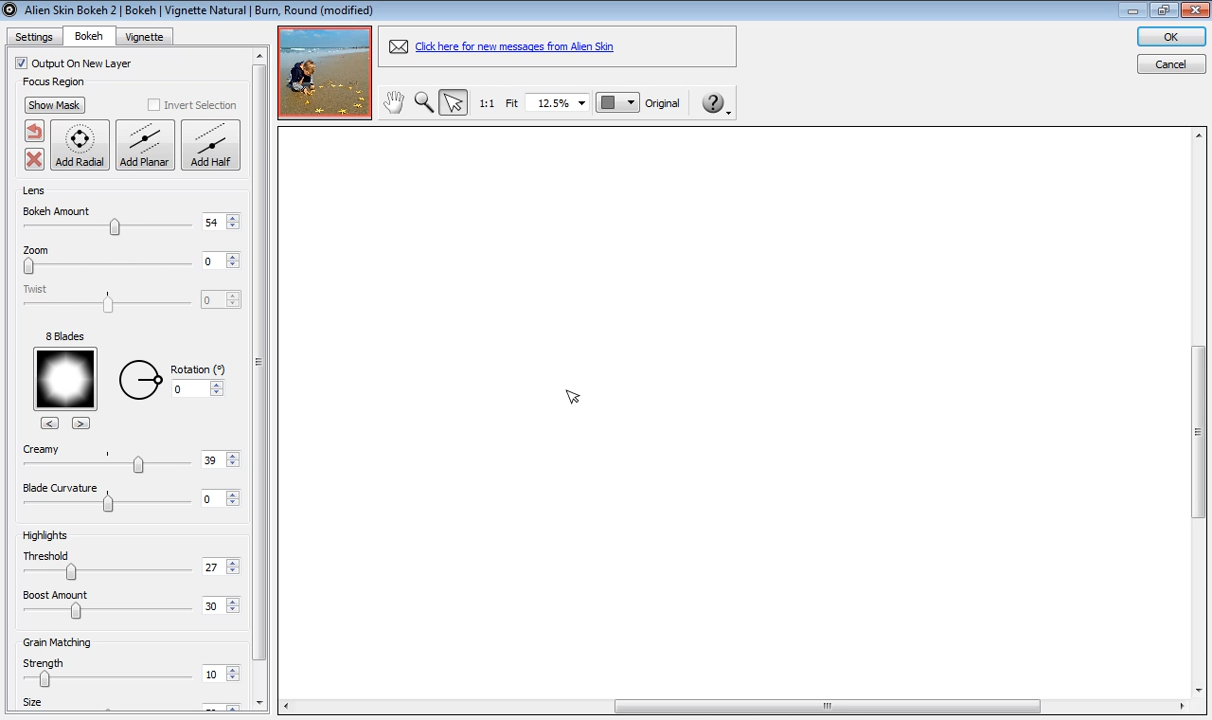 Alien Skin Bokeh 2 | Bokeh | Vignette Natural | Burn, Round (modified)
Settings
Bokeh
Vignette
Click here for new messages from Alien Skin
OK
Cancel
Output On New Layer
Focus Region
Show Mask
Invert Selection
1:1
Fit
12.5%
Original
?
Add Radial
Add Planar
Add Half
Lens
Bokeh Amount
54
Zoom
0
Twist
0
8 Blades
Rotation (º)
0
<
>
Creamy
39
Blade Curvature
0
Highlights
Threshold
27
Boost Amount
30
Grain Matching
Strength
10
Size